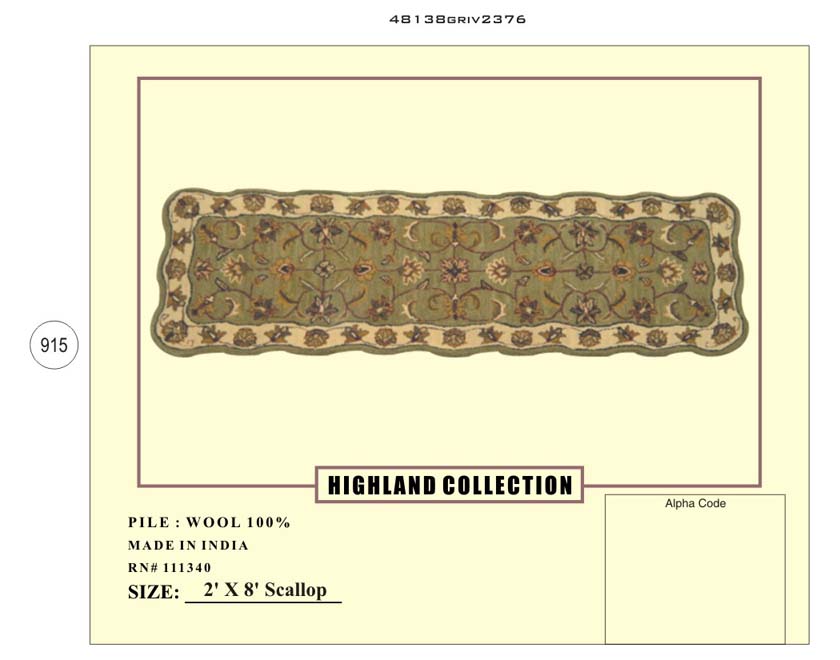 48138GRIV2376
915
HIGHLAND COLLECTION
Alpha Code
PILE : WOOL 100%
MADE IN INDIA
RN# 111340
SIZE: 2' X 8' Scallop